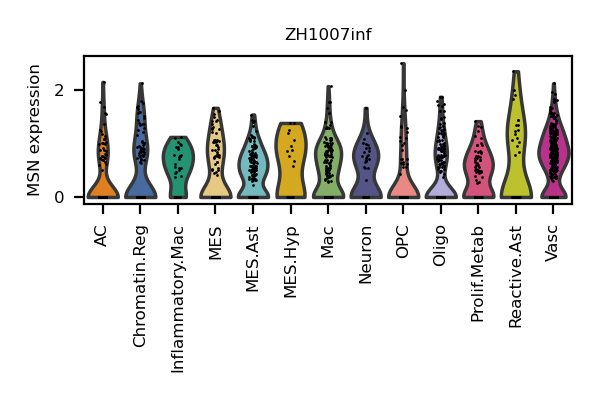 ZH1007inf
MSN expression
2
0
AC
Chromatin.Reg
Inflammatory.Mac
MES
MES.Ast
MES.Hyp
Mac
Neuron
OPC
Oligo
Prolif.Metab
Reactive.Ast
Vasc